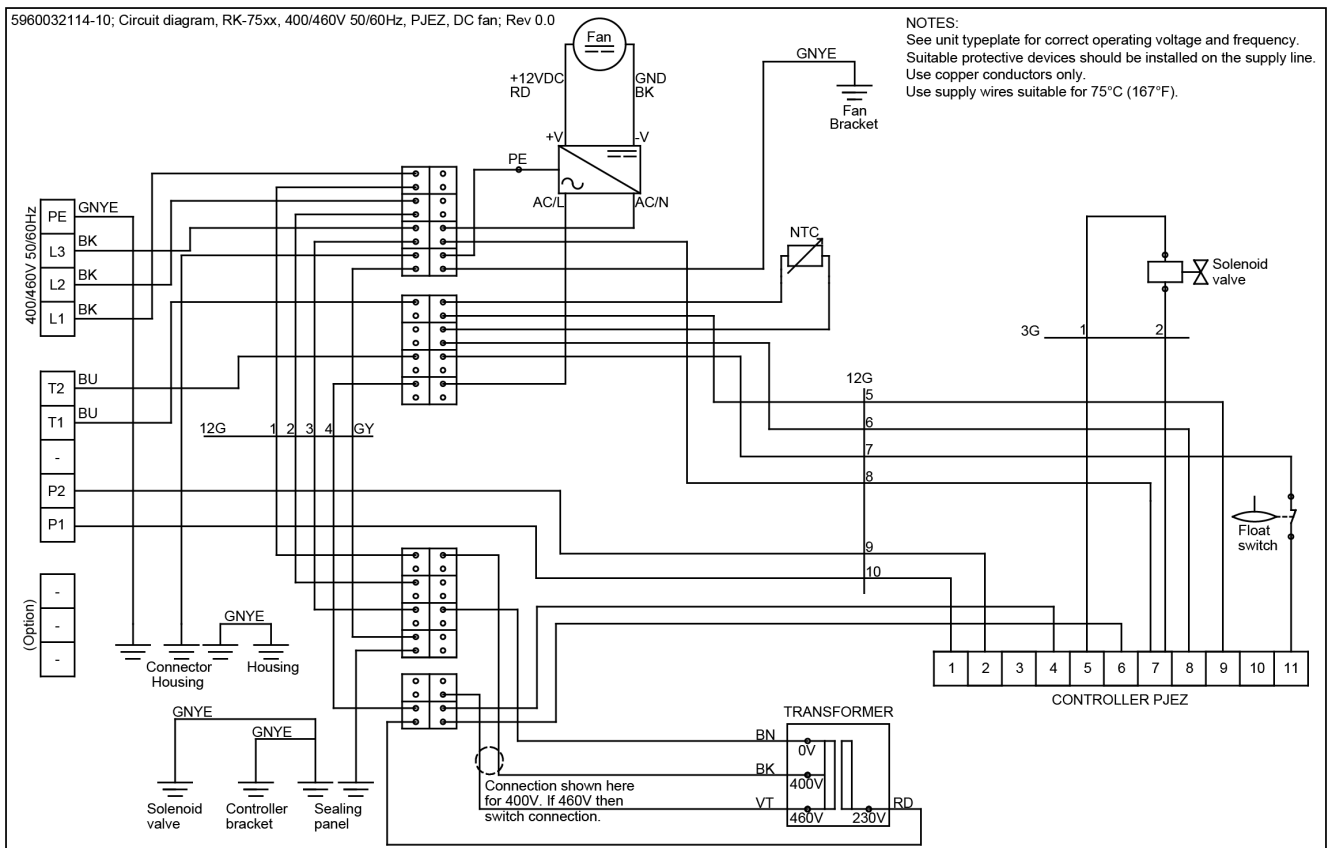 5960032114-10; Circuit diagram, RK-75xx, 400/460V 50/60Hz, PJEZ, DC fan; Rev 0.0
NOTES:
See unit typeplate for correct operating voltage and frequency.
Suitable protective devices should be installed on the supply line.
Use copper conductors only.
Use supply wires suitable for 75°C (167°F).
Fan
+12VDC
RD
GND
BK
GNYE
Fan
Bracket
+V
-V
PE
AC/L
AC/N
400/460V 50/60Hz
PE
GNYE
L3
BK
L2
BK
L1
BK
NTC
Solenoid
valve
3G
1
2
T2
BU
T1
BU
-
P2
P1
12G
1
2
3
4
GY
12G
5
6
7
8
9
10
Float
switch
(Option)
-
-
-
GNYE
Connector
Housing
Housing
1
2
3
4
5
6
7
8
9
10
11
CONTROLLER PJEZ
GNYE
GNYE
Solenoid
valve
Controller
bracket
Sealing
panel
Connection shown here
for 400V. If 460V then
switch connection.
TRANSFORMER
BN
0V
BK
400V
VT
460V
230V
RD